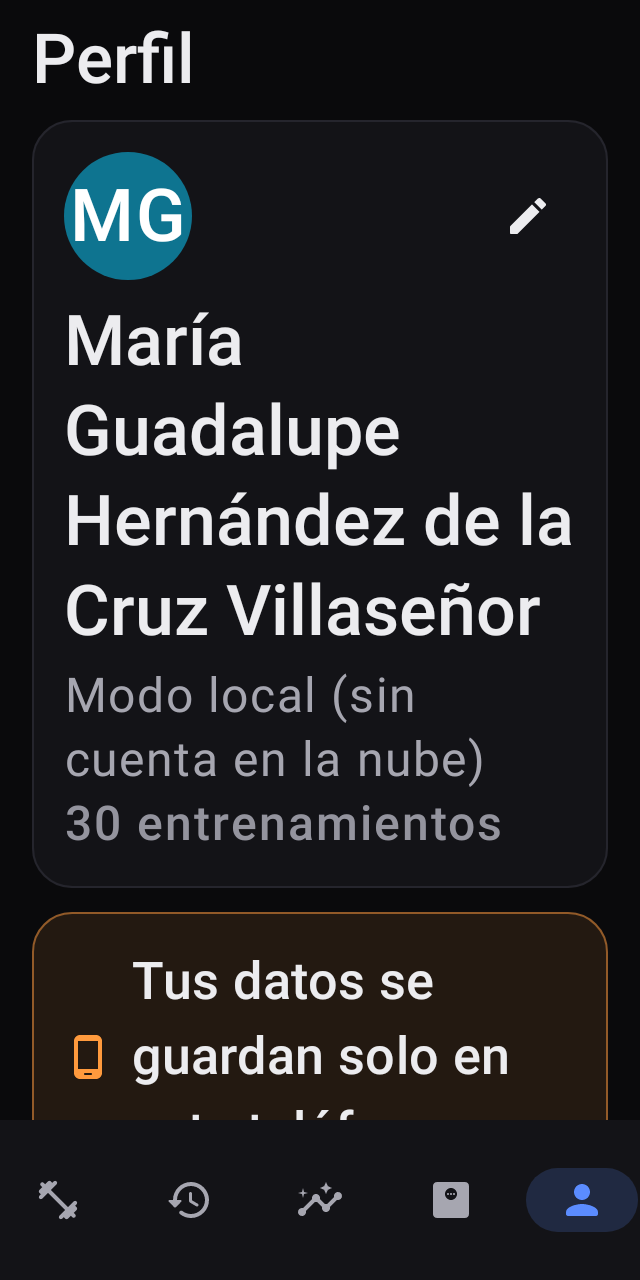 Perfil
MG
María
Guadalupe
Hernández de la
Cruz Villaseñor
Modo local (sin
cuenta en la nube)
30 entrenamientos
Tus datos se
guardan solo en